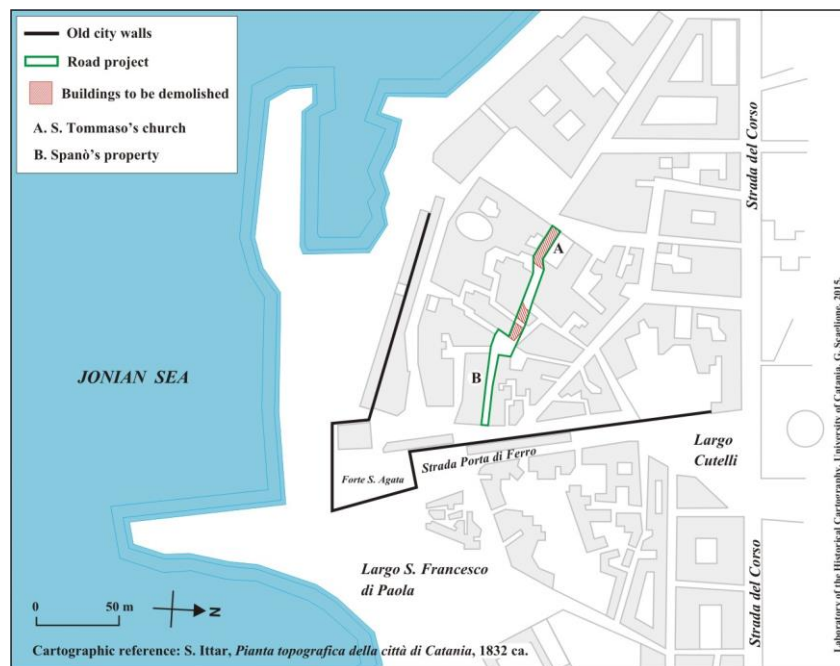 Old city walls
Road project
Buildings to be demolished
A. S. Tommaso's church
B. Spanò's property
Strada del Corso
A
JONIAN SEA
B
Strada Porta di Ferro
Largo
Cutelli
Forte S. Agata
Largo S. Francesco
di Paola
Strada del Corso
0 50 m
N
Cartographic reference: S. Ittar, Pianta topografica della città di Catania, 1832 ca.
Laboratory of the Historical Cartography, University of Catania, G. Scaglione, 2015.